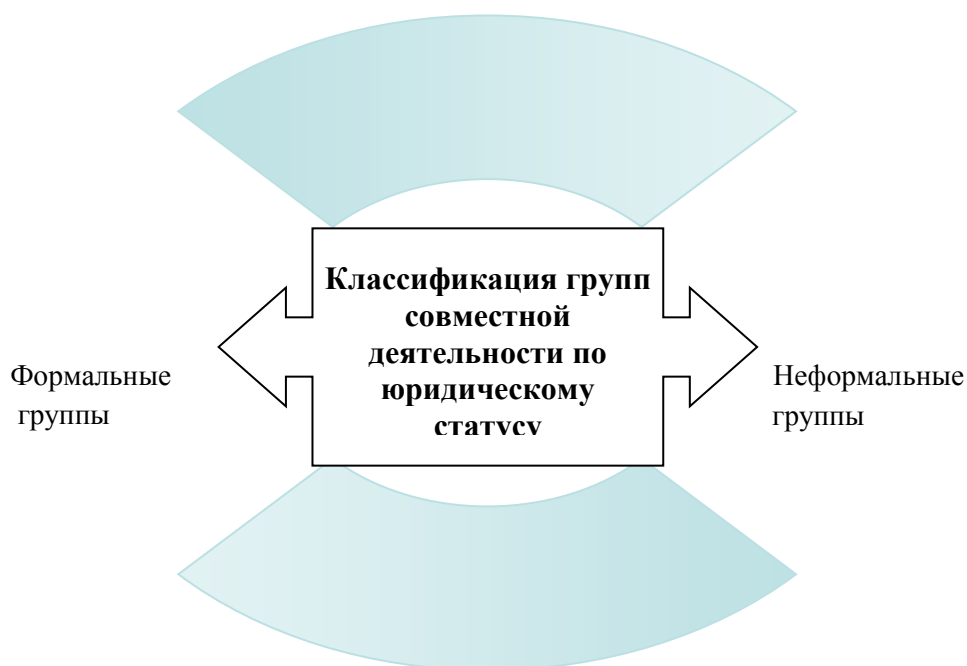 Классификация групп
совместной
деятельности по
юридическому
статусу
Формальные
группы
Неформальные
группы